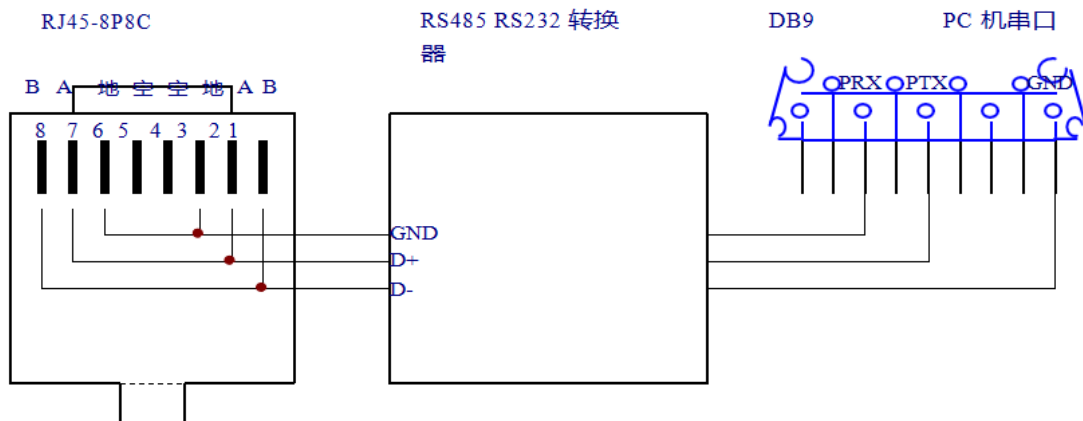 RJ45-8P8C
RS485 RS232 转换
器
DB9 PC 机串口
B A 地 空 空 地 A B
8 7 6 5 4 3 2 1
PRX PTX GND
GND
D+
D-